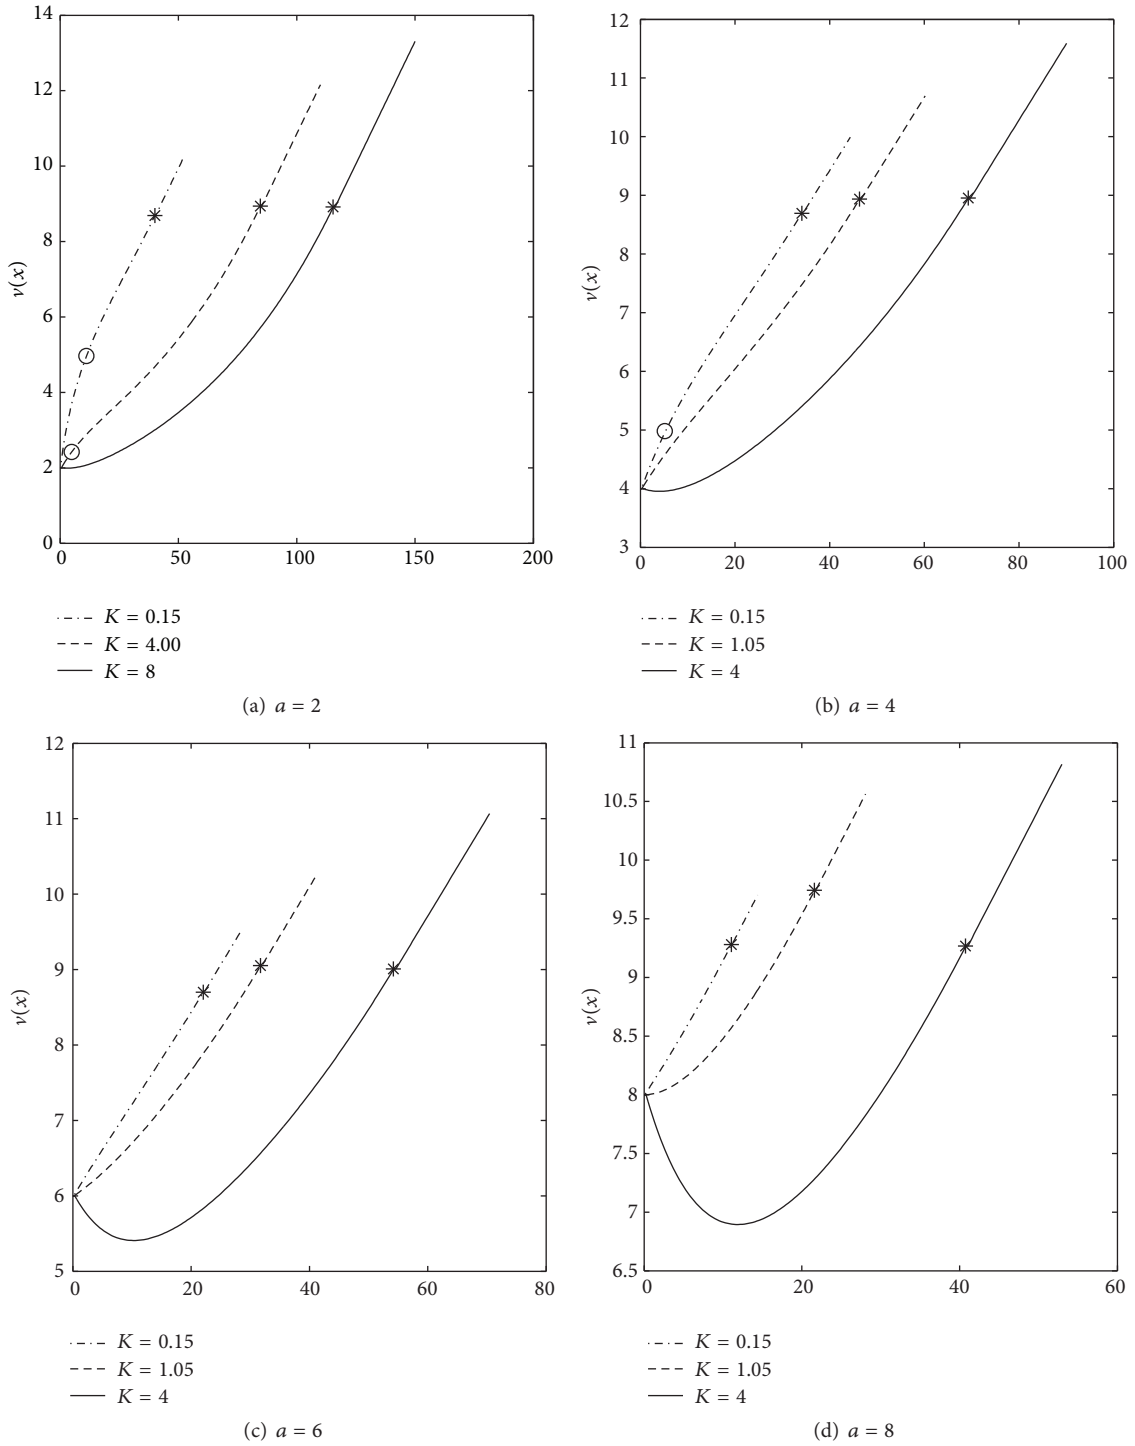 14
12
10
8
6
4
2
0
v(x)
0 50 100 150 200
K = 0.15
K = 4.00
K = 8
(a) a = 2
12
11
10
9
8
7
6
5
4
3
v(x)
0 20 40 60 80 100
K = 0.15
K = 1.05
K = 4
(b) a = 4
12
11
10
9
8
7
6
5
v(x)
0 20 40 60 80
K = 0.15
K = 1.05
K = 4
(c) a = 6
11
10.5
10
9.5
9
8.5
8
7.5
7
6.5
v(x)
0 20 40 60
K = 0.15
K = 1.05
K = 4
(d) a = 8